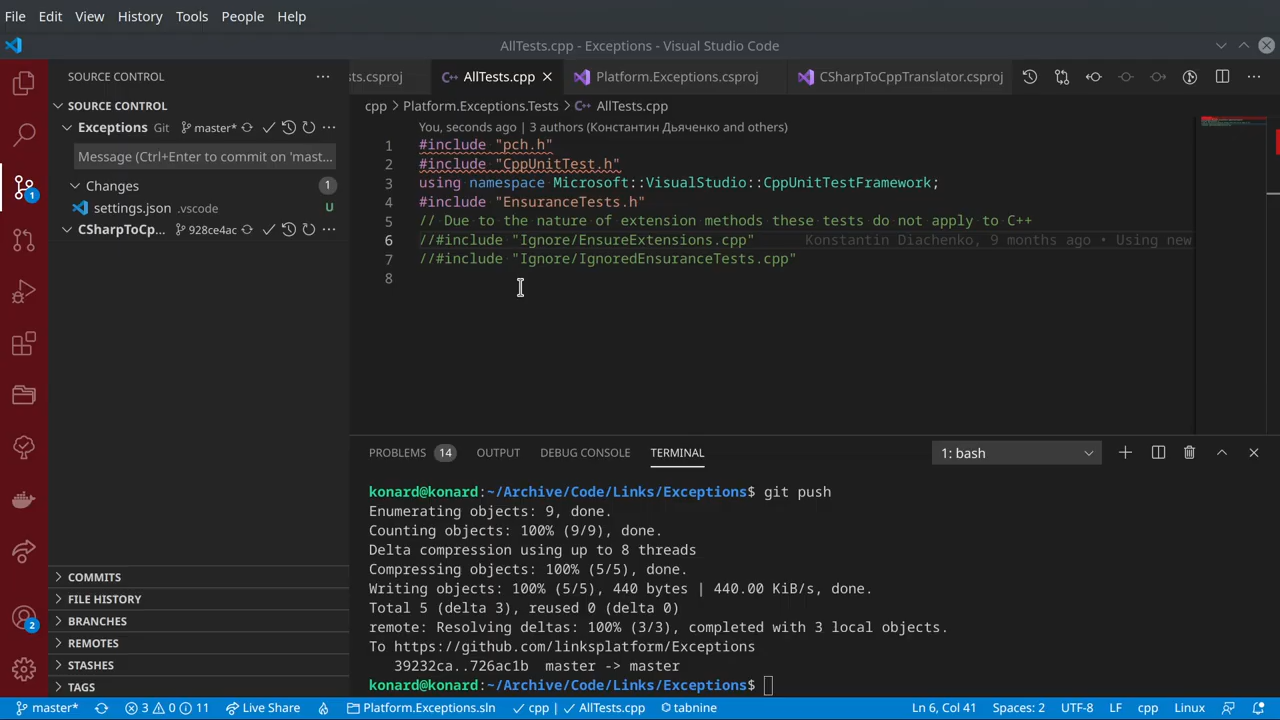 File Edit View History Tools People Help
AllTests.cpp - Exceptions - Visual Studio Code
SOURCE CONTROL ···
sts.csproj AllTests.cpp Platform.Exceptions.csproj CSharpToCppTranslator.csproj
SOURCE CONTROL
Exceptions Git master*
Message (Ctrl+Enter to commit on 'mast...
Changes 1
settings.json .vscode U
CSharpToCp... 928ce4ac
COMMITS
FILE HISTORY
BRANCHES
REMOTES
STASHES
TAGS
1
2
cpp > Platform.Exceptions.Tests > AllTests.cpp
You, seconds ago | 3 authors (Константин Дьяченко and others)
1 #include "pch.h"
2 #include "CppUnitTest.h"
3 using namespace Microsoft::VisualStudio::CppUnitTestFramework;
4 #include "EnsuranceTests.h"
5 // Due to the nature of extension methods these tests do not apply to C++
6 //#include "Ignore/EnsureExtensions.cpp" Konstantin Diachenko, 9 months ago • Using new
7 //#include "Ignore/IgnoredEnsuranceTests.cpp"
8
PROBLEMS 14 OUTPUT DEBUG CONSOLE TERMINAL 1: bash
konard@konard:~/Archive/Code/Links/Exceptions$ git push
Enumerating objects: 9, done.
Counting objects: 100% (9/9), done.
Delta compression using up to 8 threads
Compressing objects: 100% (5/5), done.
Writing objects: 100% (5/5), 440 bytes | 440.00 KiB/s, done.
Total 5 (delta 3), reused 0 (delta 0)
remote: Resolving deltas: 100% (3/3), completed with 3 local objects.
To https://github.com/linksplatform/Exceptions
39232ca..726ac1b master -> master
konard@konard:~/Archive/Code/Links/Exceptions$
master* 3 0 11 Live Share Platform.Exceptions.sln cpp | AllTests.cpp tabnine Ln 6, Col 41 Spaces: 2 UTF-8 LF cpp Linux